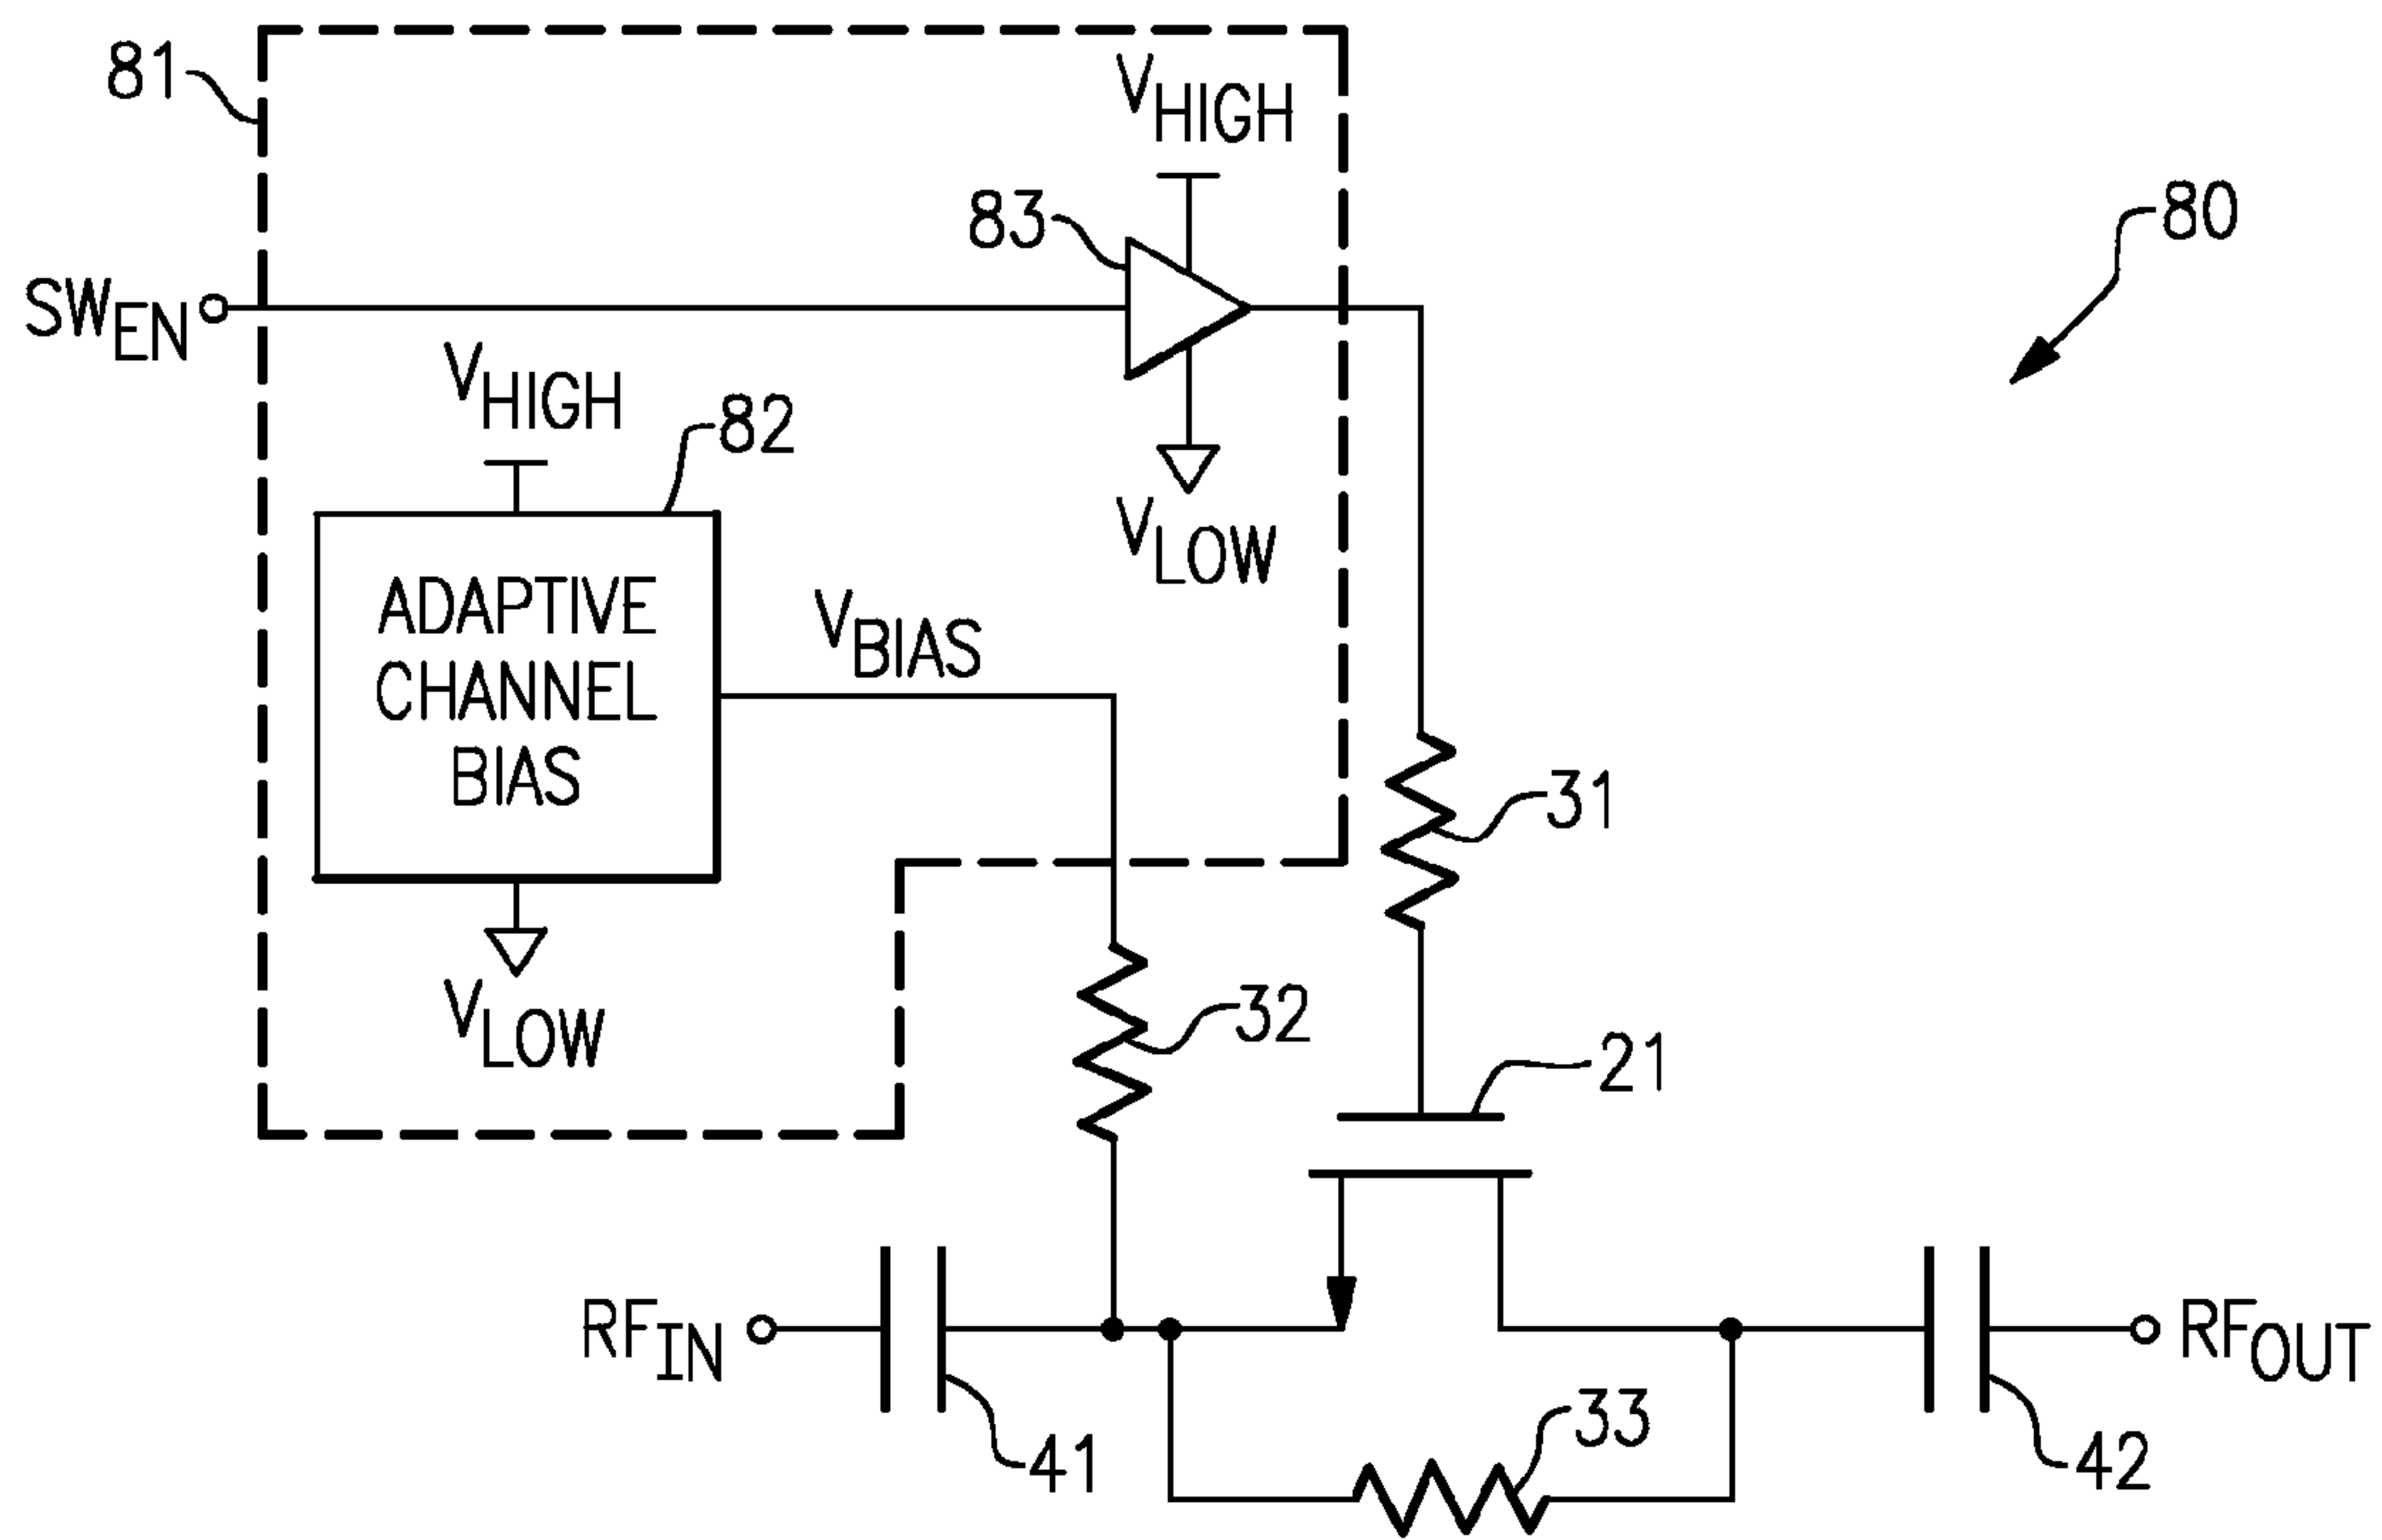 81
VHIGH
83
80
SWEN
VHIGH
82
VLOW
ADAPTIVE
CHANNEL
BIAS
VBIAS
31
VLOW
32
21
RFIN
RFOUT
33
41
42